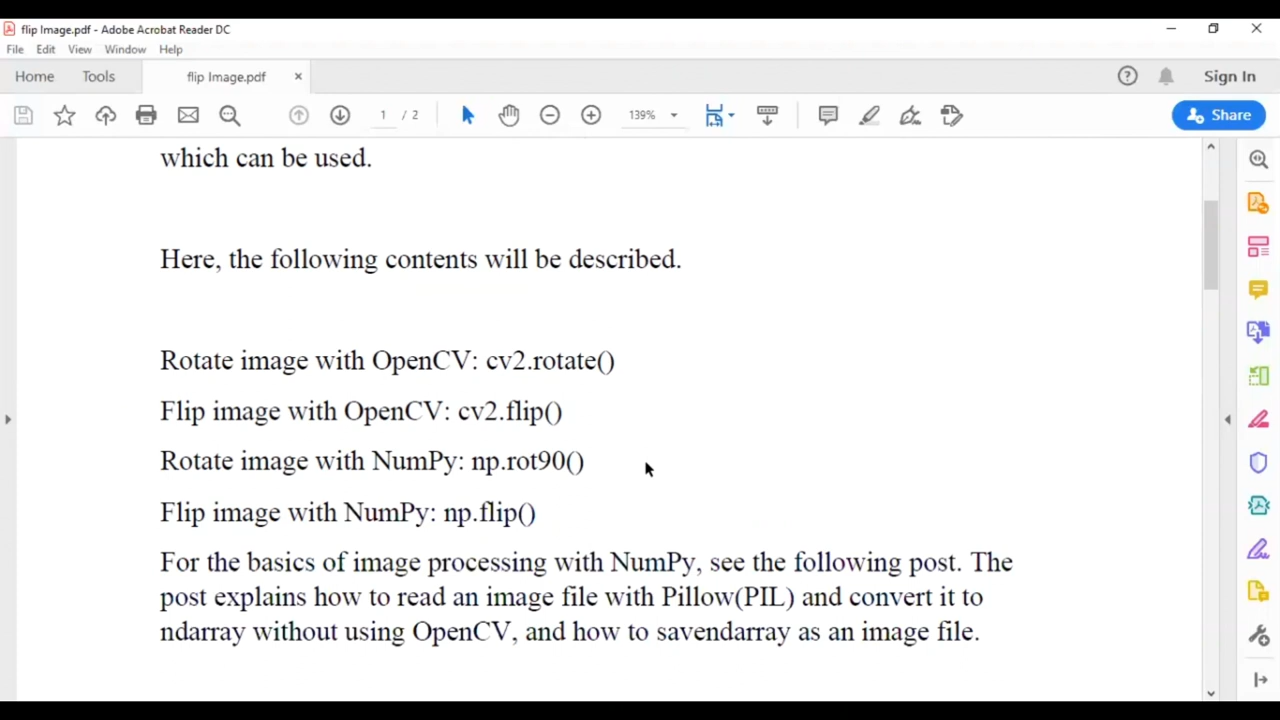 flip Image.pdf - Adobe Acrobat Reader DC
File Edit View Window Help
Home Tools flip Image.pdf × Sign In
1 / 2 139% Share
which can be used.
Here, the following contents will be described.
Rotate image with OpenCV: cv2.rotate()
Flip image with OpenCV: cv2.flip()
Rotate image with NumPy: np.rot90()
Flip image with NumPy: np.flip()
For the basics of image processing with NumPy, see the following post. The
post explains how to read an image file with Pillow(PIL) and convert it to
ndarray without using OpenCV, and how to savendarray as an image file.